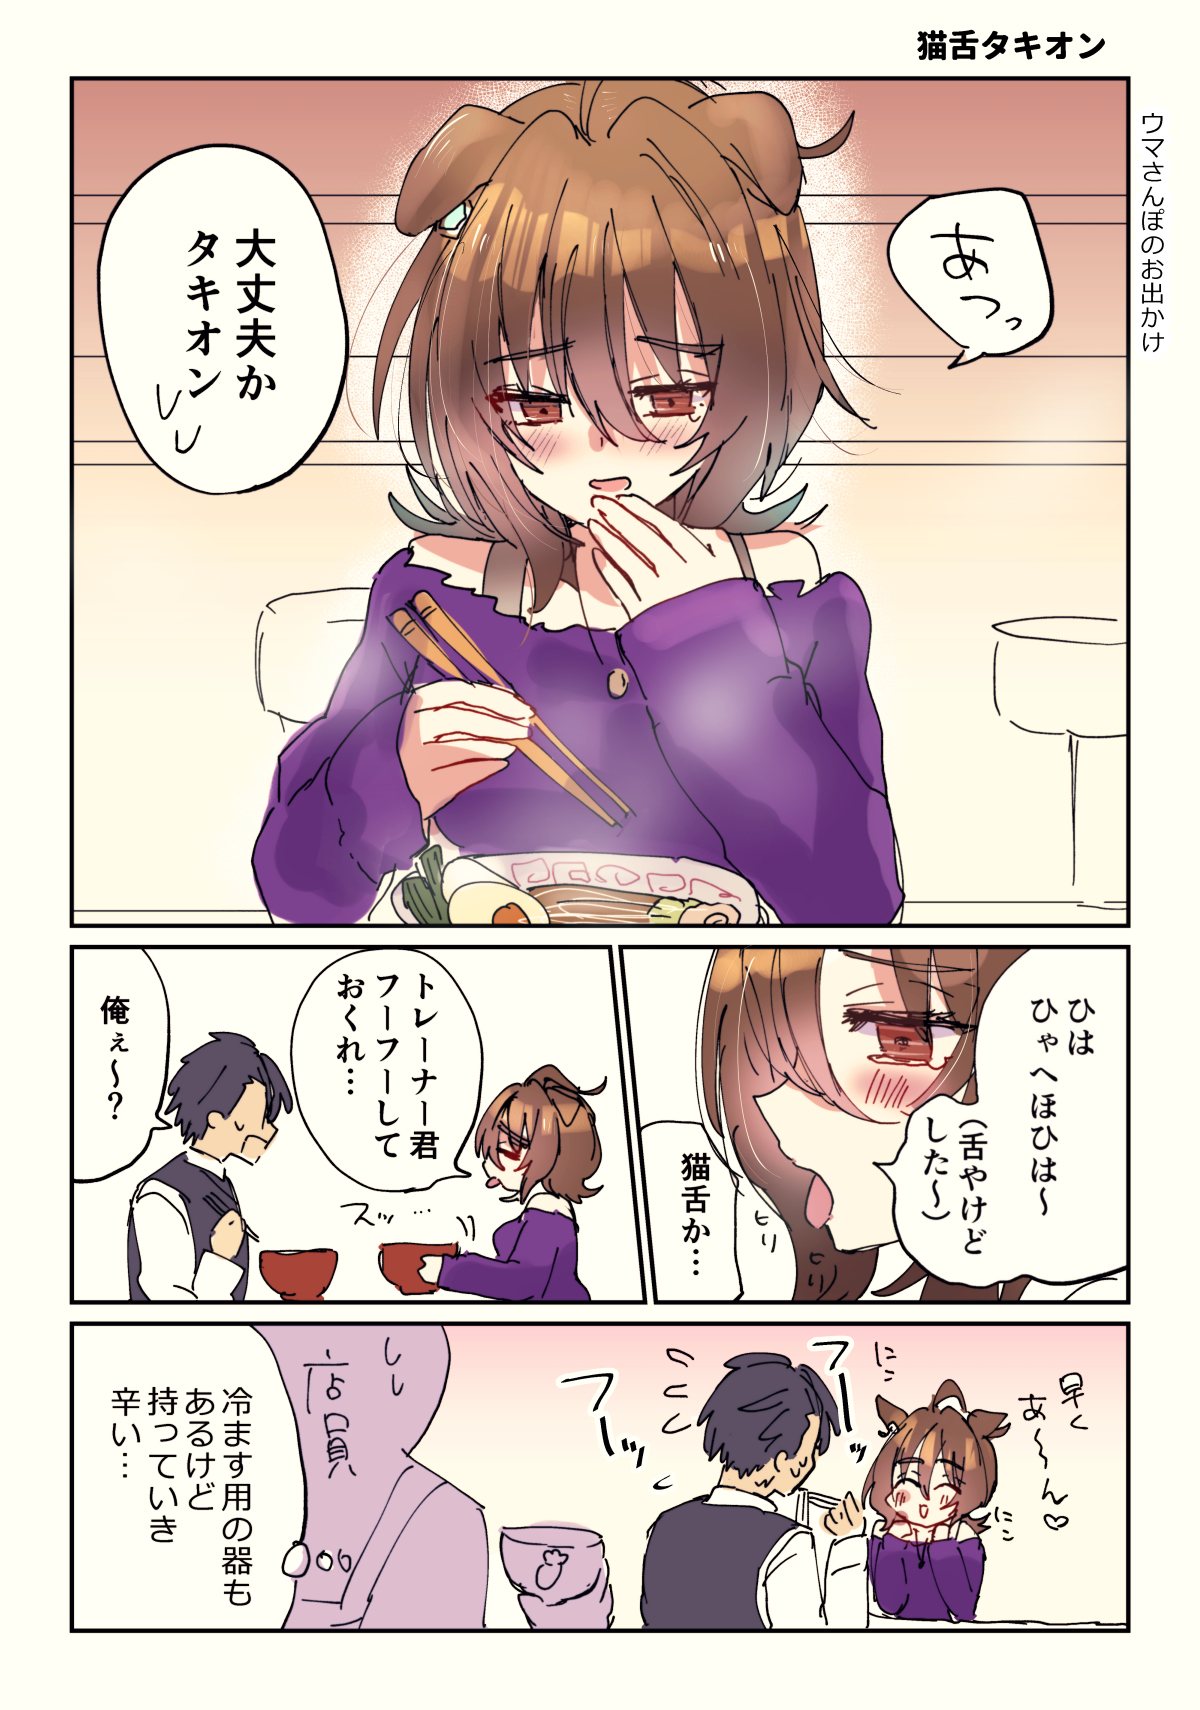 猫舌タキオン
ウマさんぽのお出かけ
あつっ
大丈夫か
タキオン
ひは
ひゃへほひは～
(舌やけど
した～)
ヒリ
ヒリ
猫舌か…
トレーナー君
フーフーして
おくれ…
スッ…
俺ぇ～?
早く
あ～ん♡
ニコ
ニコ
フーッ
フーッ
店員
冷ます用の器も
あるけど
持っていき
辛い…